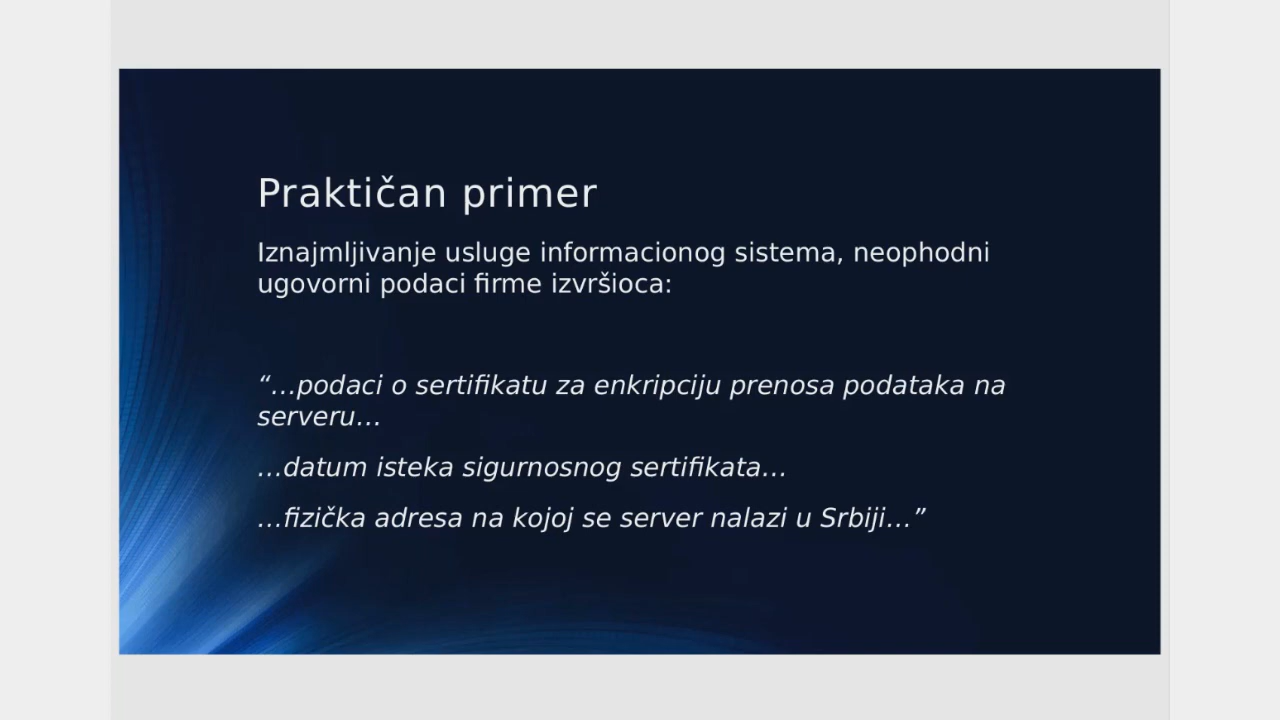 Praktičan primer
Iznajmljivanje usluge informacionog sistema, neophodni
ugovorni podaci firme izvršioca:
“…podaci o sertifikatu za enkripciju prenosa podataka na
serveru…
…datum isteka sigurnosnog sertifikata…
…fizička adresa na kojoj se server nalazi u Srbiji…”